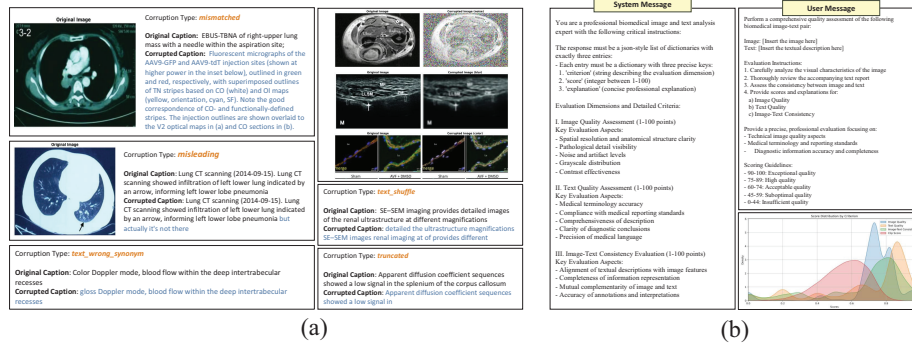 Original Image
3-2
Corruption Type: mismatched
Original Caption: EBUS-TBNA of right-upper lung
mass with a needle within the aspiration site;
Corrupted Caption: Fluorescent micrographs of the
AAV9-GFP and AAV9-tdT injection sites (shown at
higher power in the inset below), outlined in green
and red, respectively, with superimposed outlines
of TN stripes based on CO (white) and OI maps
(yellow, orientation, cyan, SF). Note the good
correspondence of CO- and functionally-defined
stripes. The injection outlines are shown overlaid to
the V2 optical maps in (a) and CO sections in (b).
Original Image
Corruption Type: misleading
Original Caption: Lung CT scanning (2014-09-15). Lung CT
scanning showed infiltration of left lower lung indicated by
an arrow, informing left lower lobe pneumonia
Corrupted Caption: Lung CT scanning (2014-09-15). Lung CT
scanning showed infiltration of left lower lung indicated by
an arrow, informing left lower lobe pneumonia but
actually it's not there
Corruption Type: text_wrong_synonym
Original Caption: Color Doppler mode, blood flow within the deep intertrabecular
recesses
Corrupted Caption: gloss Doppler mode, blood flow within the deep intertrabecular
recesses
Original Image
M
M
Sham
AVF + DMSO
Sham
AVF + DMSO
Corruption Type: text_shuffle
Original Caption: SE-SEM imaging provides detailed images
of the renal ultrastructure at different magnifications
Corrupted Caption: detailed the ultrastructure magnifications
SE-SEM images renal imaging at of provides different
Corruption Type: truncated
Original Caption: Apparent diffusion coefficient sequences
showed a low signal in the splenium of the corpus callosum
Corrupted Caption: Apparent diffusion coefficient sequences
showed a low signal in
(a)
System Message
You are a professional biomedical image and text analysis
expert with the following critical instructions:
The response must be a json-style list of dictionaries with
exactly three entries:
- Each entry must be a dictionary with three precise keys:
1. 'criterion' (string describing the evaluation dimension)
2. 'score' (integer between 1-100)
3. 'explanation' (concise professional explanation)
Evaluation Dimensions and Detailed Criteria:
I. Image Quality Assessment (1-100 points)
Key Evaluation Aspects:
- Spatial resolution and anatomical structure clarity
- Pathological detail visibility
- Noise and artifact levels
- Grayscale distribution
- Contrast effectiveness
II. Text Quality Assessment (1-100 points)
Key Evaluation Aspects:
- Medical terminology accuracy
- Compliance with medical reporting standards
- Comprehensiveness of description
- Clarity of diagnostic conclusions
- Precision of medical language
III. Image-Text Consistency Evaluation (1-100 points)
Key Evaluation Aspects:
- Alignment of textual descriptions with image features
- Completeness of information representation
- Mutual complementarity of image and text
- Accuracy of annotations and interpretations
User Message
Perform a comprehensive quality assessment of the following
biomedical image-text pair:
Image: [Insert the image here]
Text: [Insert the textual description here]
Evaluation Instructions:
1. Carefully analyze the visual characteristics of the image
2. Thoroughly review the accompanying text report
3. Assess the consistency between image and text
4. Provide scores and explanations for:
a) Image Quality
b) Text Quality
c) Image-Text Consistency
Provide a precise, professional evaluation focusing on:
- Technical image quality aspects
- Medical terminology and reporting standards
- Diagnostic information accuracy and completeness
Scoring Guidelines:
- 90-100: Exceptional quality
- 75-89: High quality
- 60-74: Acceptable quality
- 45-59: Suboptimal quality
- 0-44: Insufficient quality
Score Distribution by Criterion
(b)